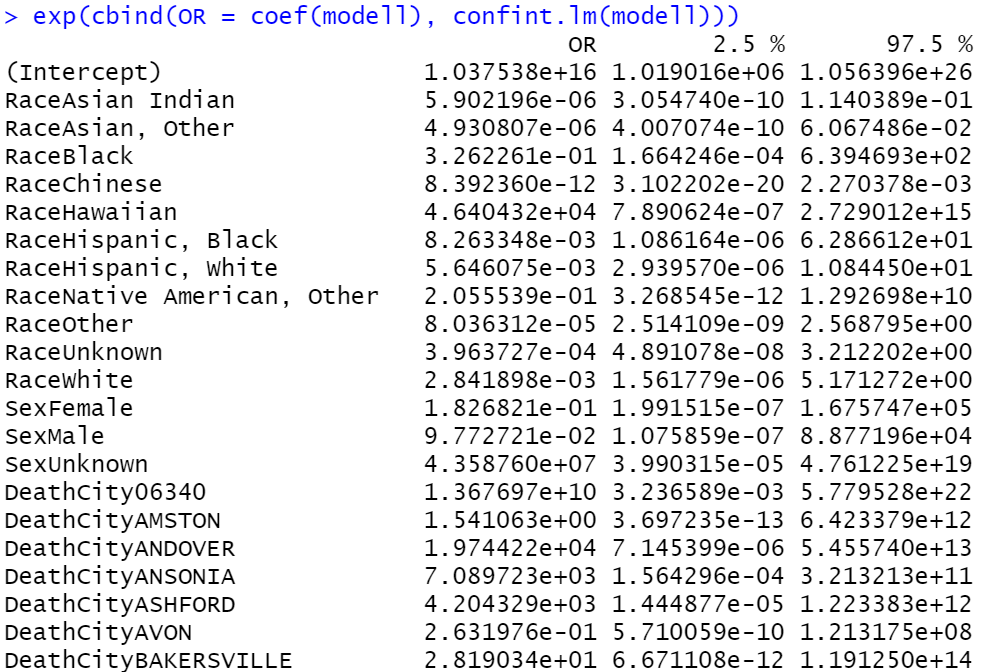 > exp(cbind(OR = coef(modell), confint.lm(modell)))
OR 2.5 % 97.5 %
(Intercept) 1.037538e+16 1.019016e+06 1.056396e+26
RaceAsian Indian 5.902196e-06 3.054740e-10 1.140389e-01
RaceAsian, Other 4.930807e-06 4.007074e-10 6.067486e-02
RaceBlack 3.262261e-01 1.664246e-04 6.394693e+02
RaceChinese 8.392360e-12 3.102202e-20 2.270378e-03
RaceHawaiian 4.640432e+04 7.890624e-07 2.729012e+15
RaceHispanic, Black 8.263348e-03 1.086164e-06 6.286612e+01
RaceHispanic, White 5.646075e-03 2.939570e-06 1.084450e+01
RaceNative American, Other 2.055539e-01 3.268545e-12 1.292698e+10
RaceOther 8.036312e-05 2.514109e-09 2.568795e+00
RaceUnknown 3.963727e-04 4.891078e-08 3.212202e+00
RaceWhite 2.841898e-03 1.561779e-06 5.171272e+00
SexFemale 1.826821e-01 1.991515e-07 1.675747e+05
SexMale 9.772721e-02 1.075859e-07 8.877196e+04
SexUnknown 4.358760e+07 3.990315e-05 4.761225e+19
DeathCity06340 1.367697e+10 3.236589e-03 5.779528e+22
DeathCityAMSTON 1.541063e+00 3.697235e-13 6.423379e+12
DeathCityANDOVER 1.974422e+04 7.145399e-06 5.455740e+13
DeathCityANSONIA 7.089723e+03 1.564296e-04 3.213213e+11
DeathCityASHFORD 4.204329e+03 1.444877e-05 1.223383e+12
DeathCityAVON 2.631976e-01 5.710059e-10 1.213175e+08
DeathCityBAKERSVILLE 2.819034e+01 6.671108e-12 1.191250e+14